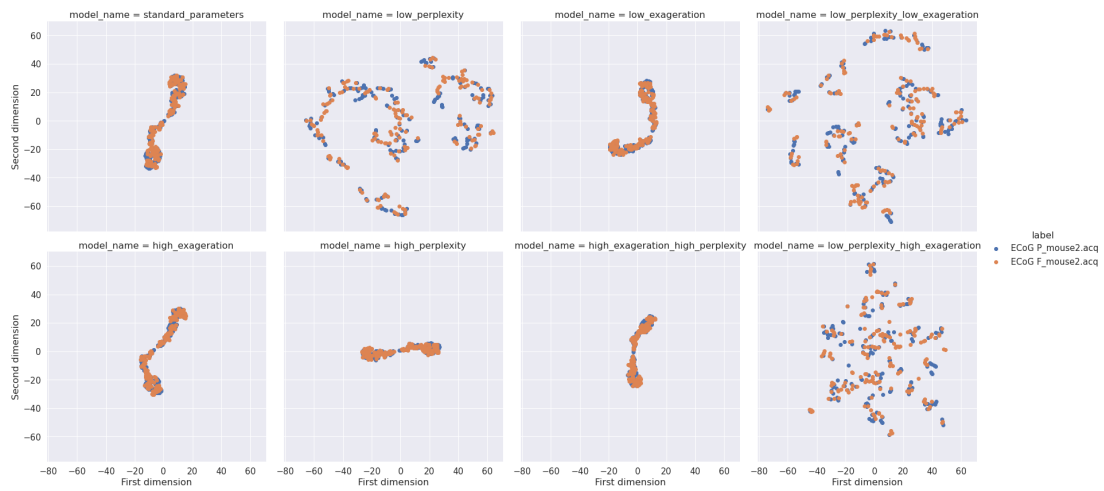 model_name = standard_parameters
model_name = low_perplexity
model_name = low_exageration
model_name = low_perplexity_low_exageration
60
40
20
0
−20
−40
−60
Second dimension
model_name = high_exageration
model_name = high_perplexity
model_name = high_exageration_high_perplexity
model_name = low_perplexity_high_exageration
60
40
20
0
−20
−40
−60
Second dimension
−80 −60 −40 −20 0 20 40 60
First dimension
−80 −60 −40 −20 0 20 40 60
First dimension
−80 −60 −40 −20 0 20 40 60
First dimension
−80 −60 −40 −20 0 20 40 60
First dimension
label
ECoG P_mouse2.acq
ECoG F_mouse2.acq